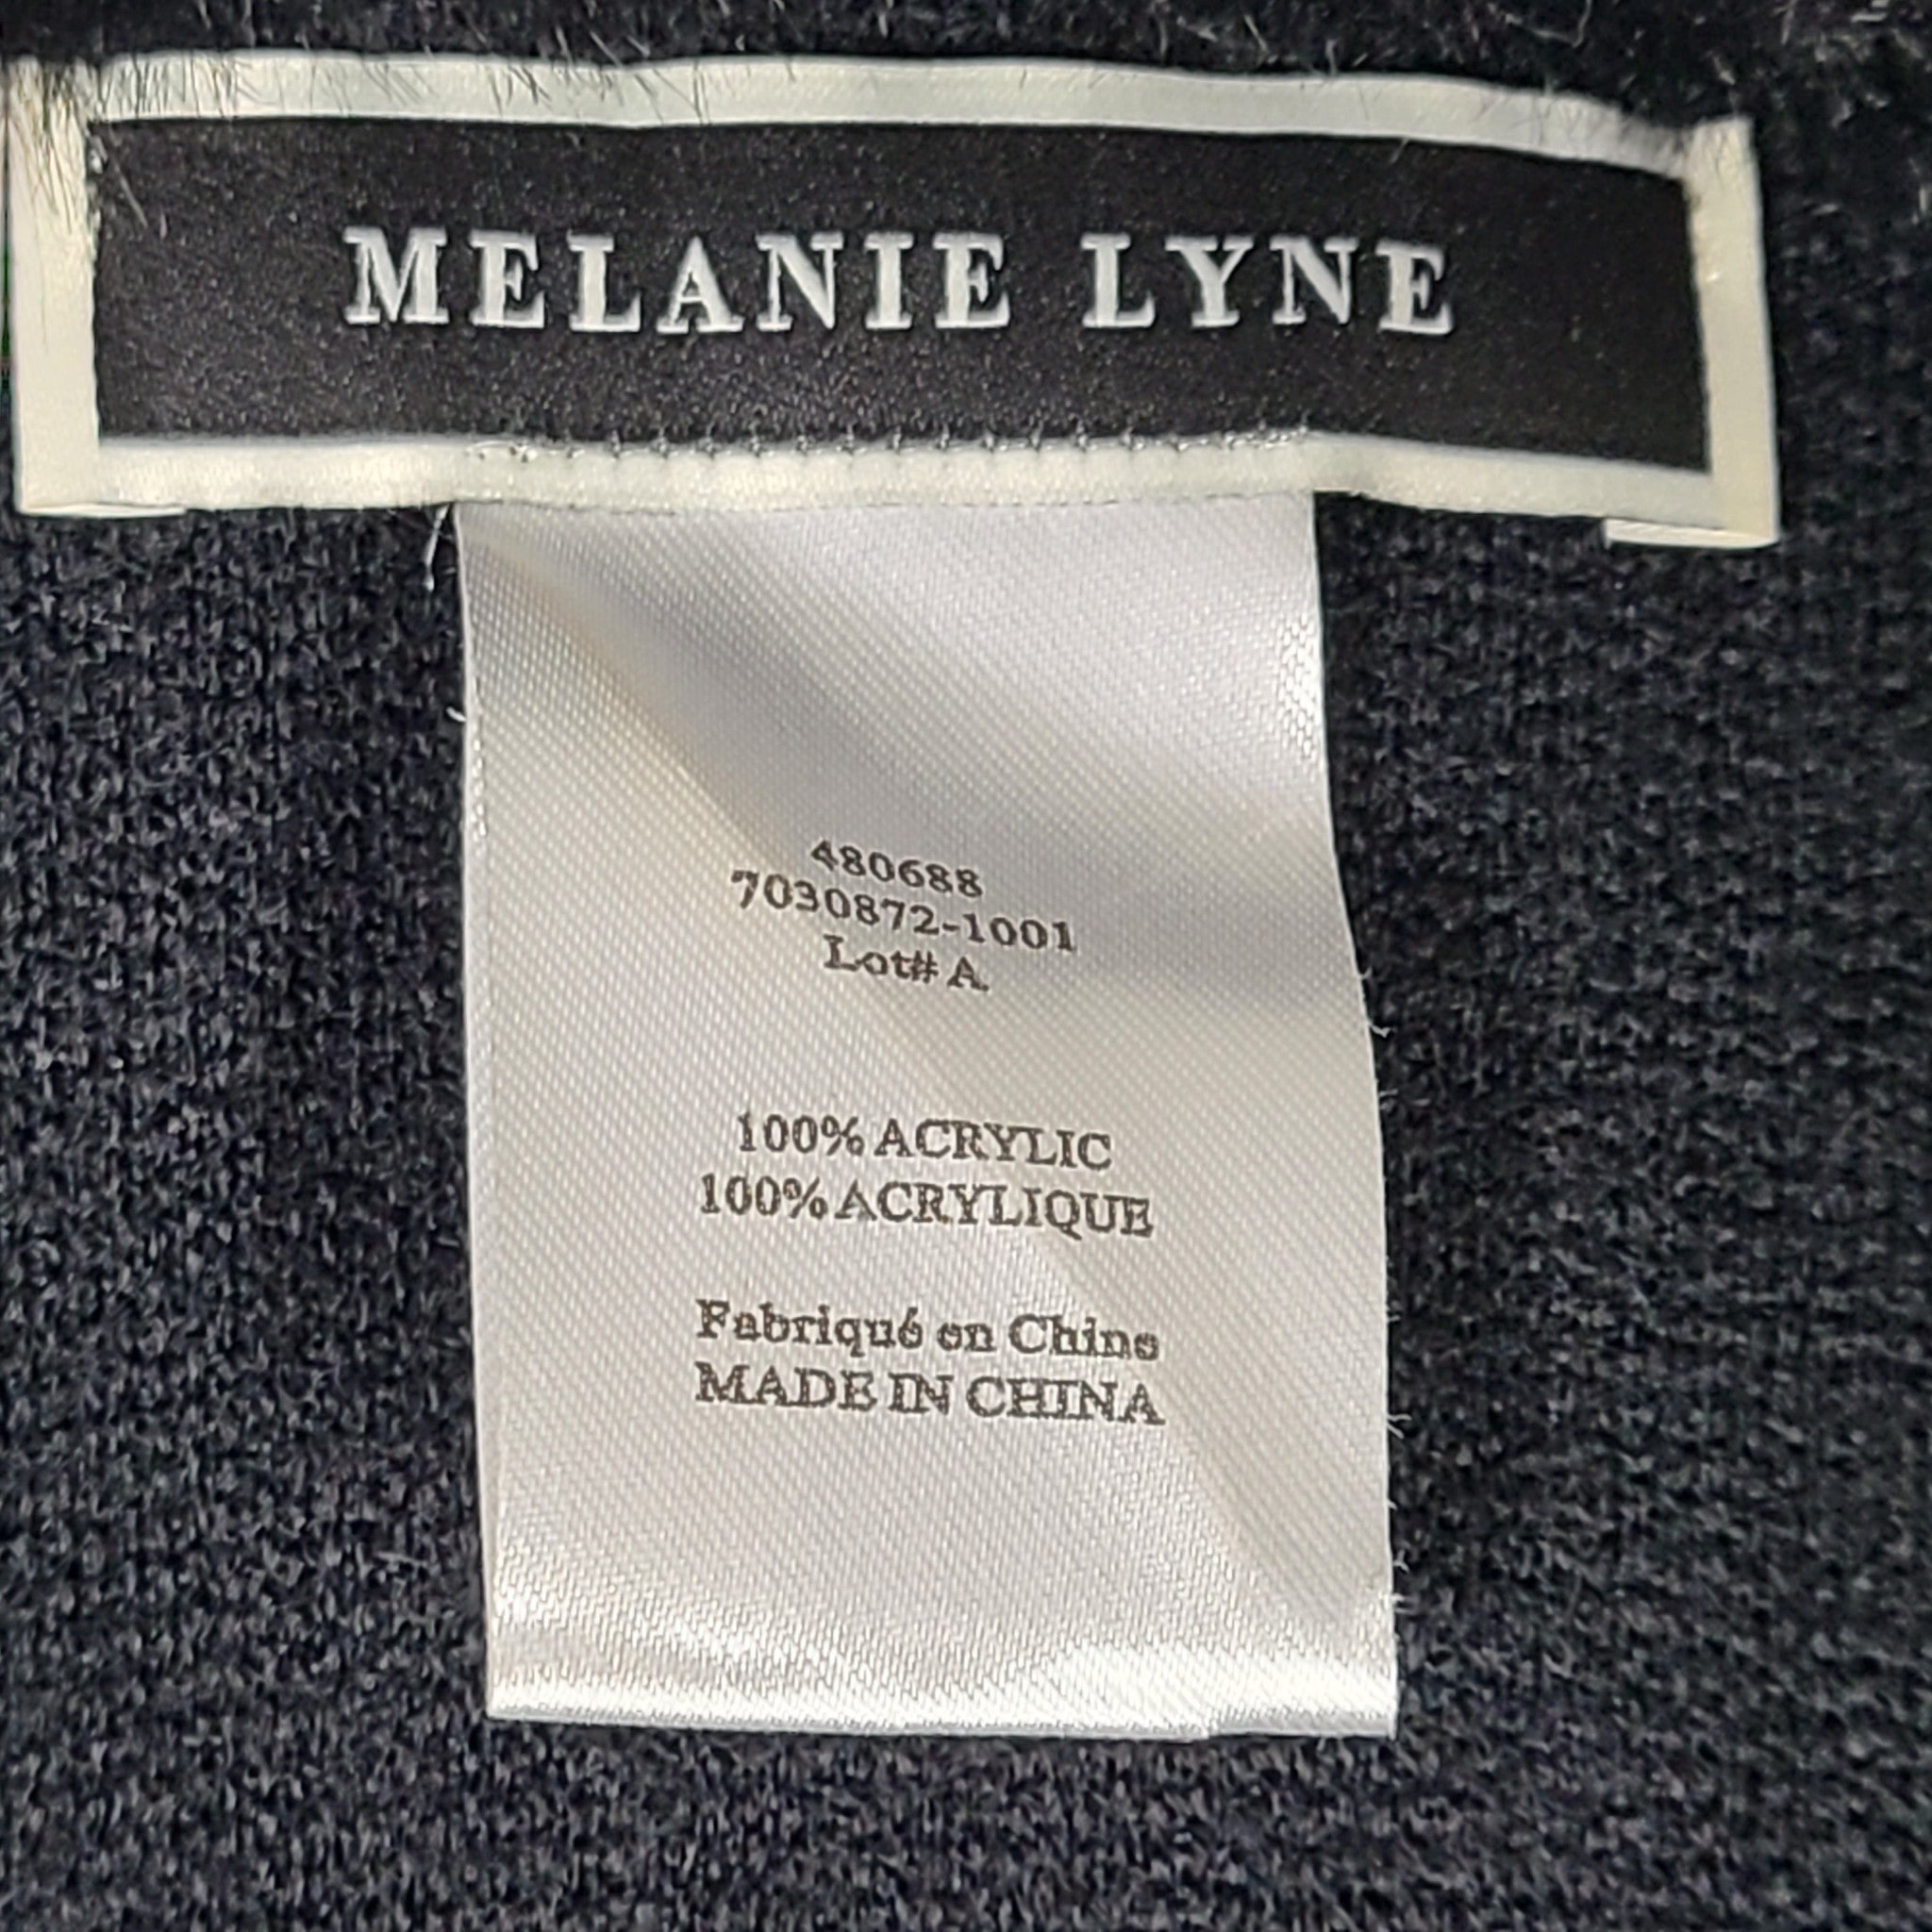 MELANIE LYNE
480688
7030872-1001
Lot# A
100% ACRYLIC
100% ACRYLIQUE
Fabriqué en Chine
MADE IN CHINA